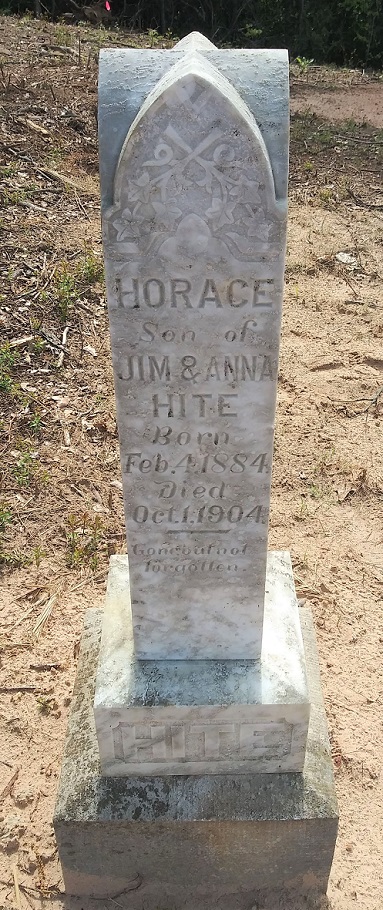 HORACE
Son of
JIM & ANNA
HITE
Born
Feb. 4. 1884.
Died
Oct. 1. 1904.
Gone but not
forgotten.
HITE